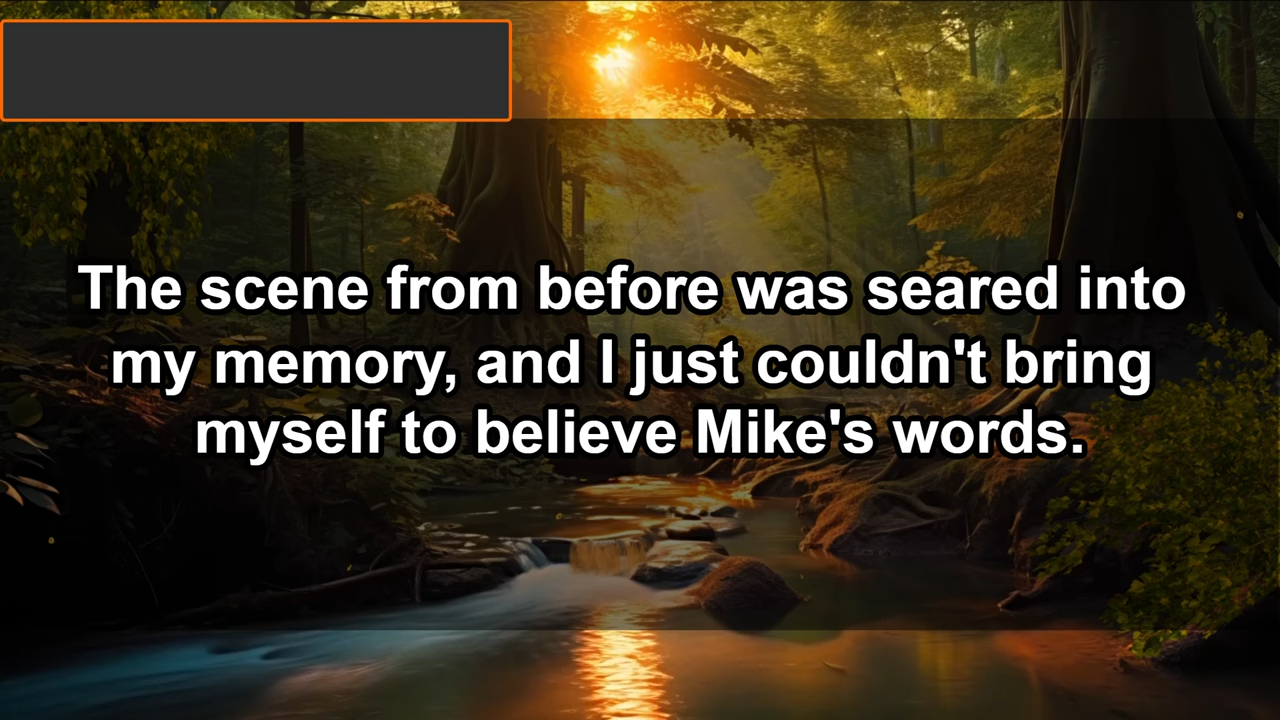 The scene from before was seared into
my memory, and I just couldn't bring
myself to believe Mike's words.